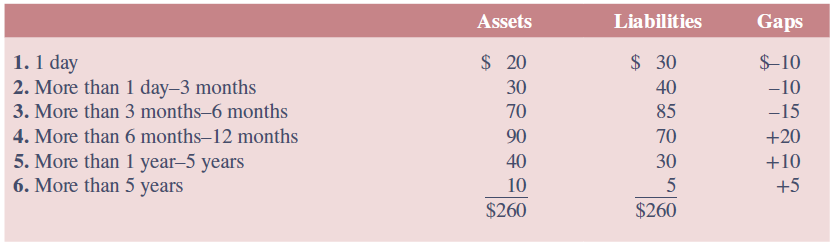 Assets Liabilities Gaps
1. 1 day $ 20 $ 30 $–10
2. More than 1 day–3 months 30 40 –10
3. More than 3 months–6 months 70 85 –15
4. More than 6 months–12 months 90 70 +20
5. More than 1 year–5 years 40 30 +10
6. More than 5 years 10 5 +5
$260 $260